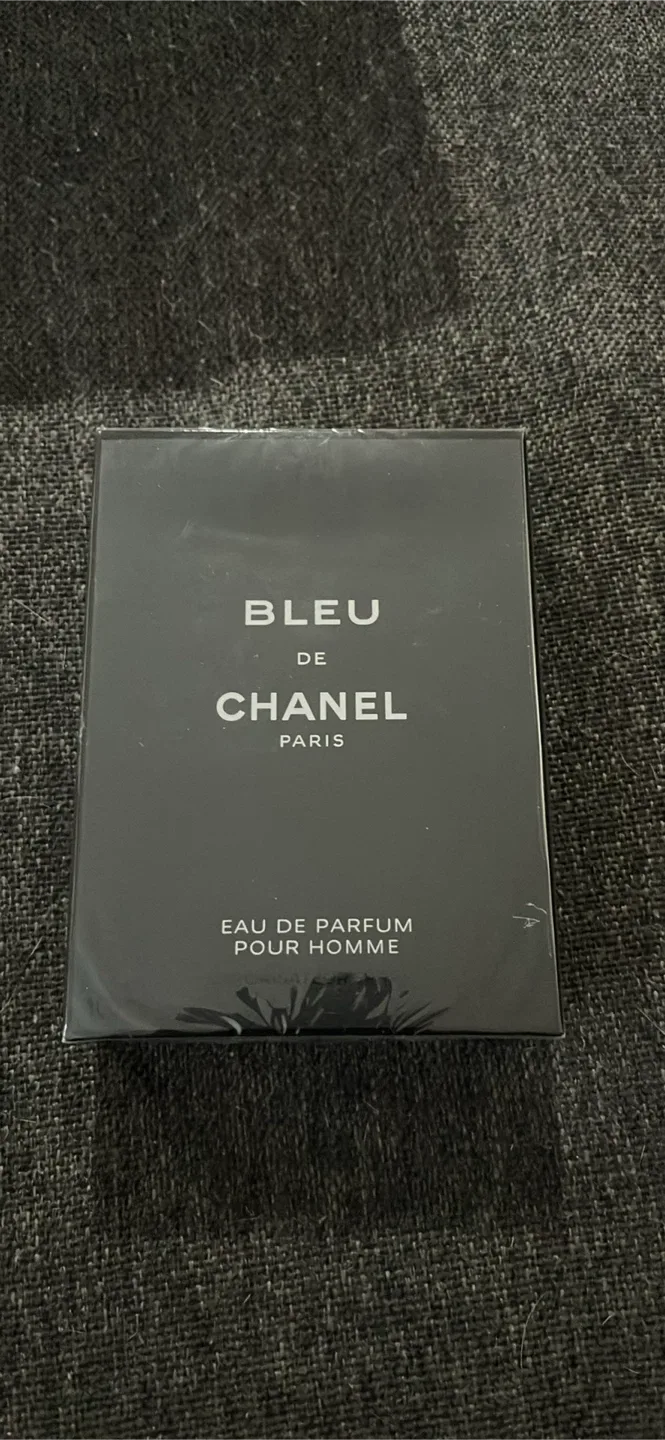 BLEU
DE
CHANEL
PARIS
EAU DE PARFUM
POUR HOMME